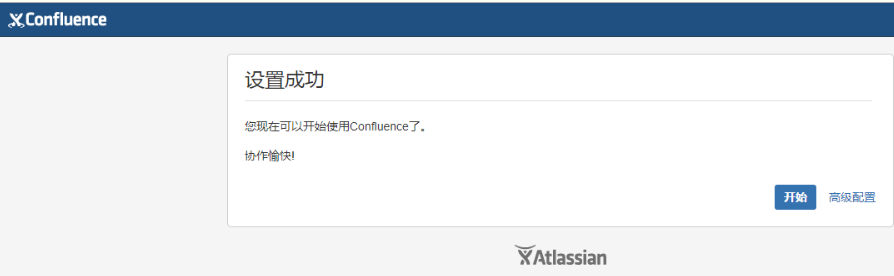 Confluence
设置成功
您现在可以开始使用Confluence了。
协作愉快!
开始 高级配置
Atlassian